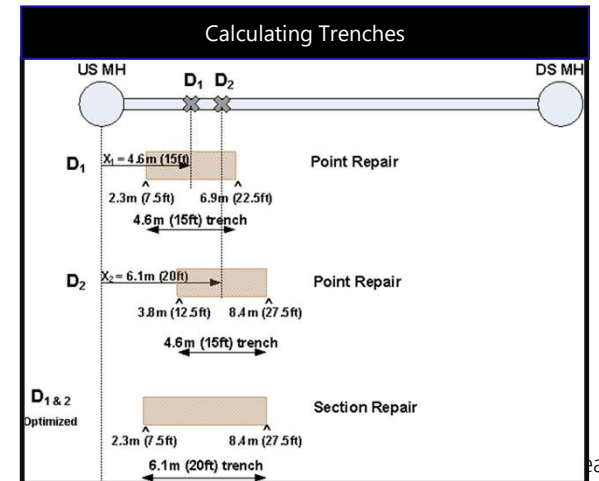 Calculating Trenches
US MH
DS MH
D1 D2
D1
X1 = 4.6m (15ft)
Point Repair
2.3m (7.5ft) 6.9m (22.5ft)
4.6m (15ft) trench
D2
X2 = 6.1m (20ft)
Point Repair
3.8m (12.5ft) 8.4m (27.5ft)
4.6m (15ft) trench
D1 & 2
Optimized
Section Repair
2.3m (7.5ft) 8.4m (27.5ft)
6.1m (20ft) trench